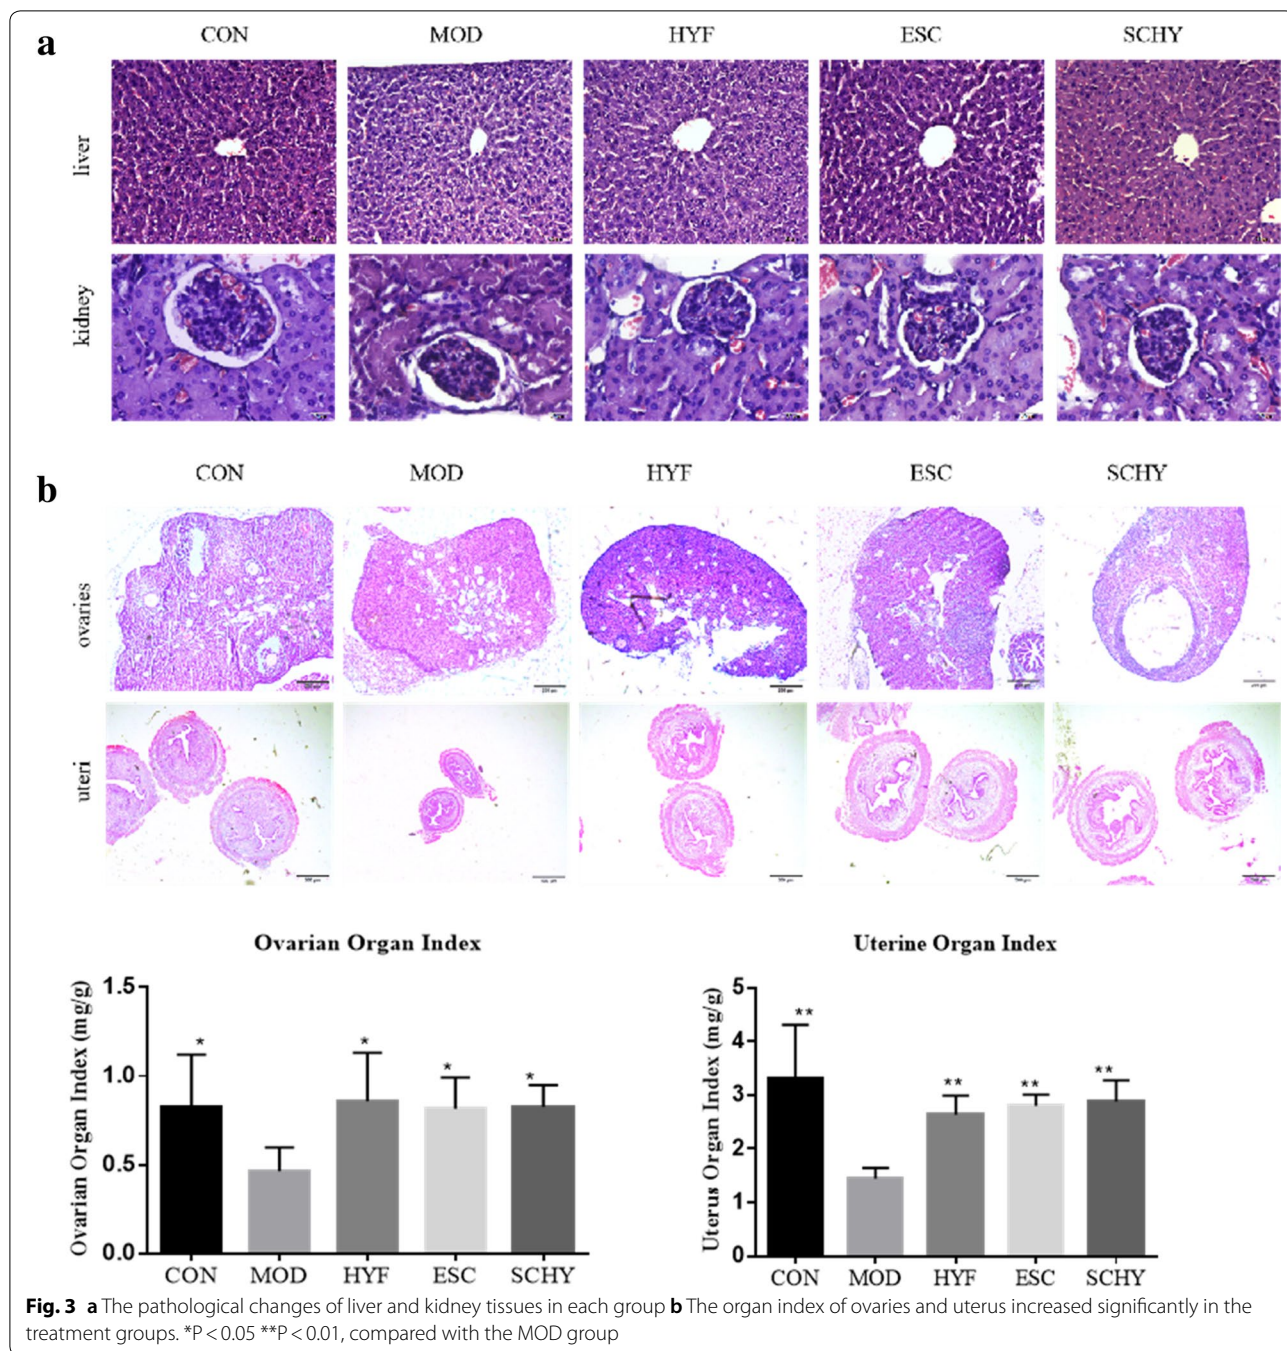 a
CON MOD HYF ESC SCHY
liver
kidney
b
CON MOD HYF ESC SCHY
ovaries
uteri
Ovarian Organ Index
Ovarian Organ Index (mg/g)
1.5
1.0
0.5
0.0
* * * *
CON MOD HYF ESC SCHY
Uterine Organ Index
Uterus Organ Index (mg/g)
5
4
3
2
1
0
** ** ** **
CON MOD HYF ESC SCHY
Fig. 3 a The pathological changes of liver and kidney tissues in each group b The organ index of ovaries and uterus increased significantly in the
treatment groups. *P < 0.05 **P < 0.01, compared with the MOD group